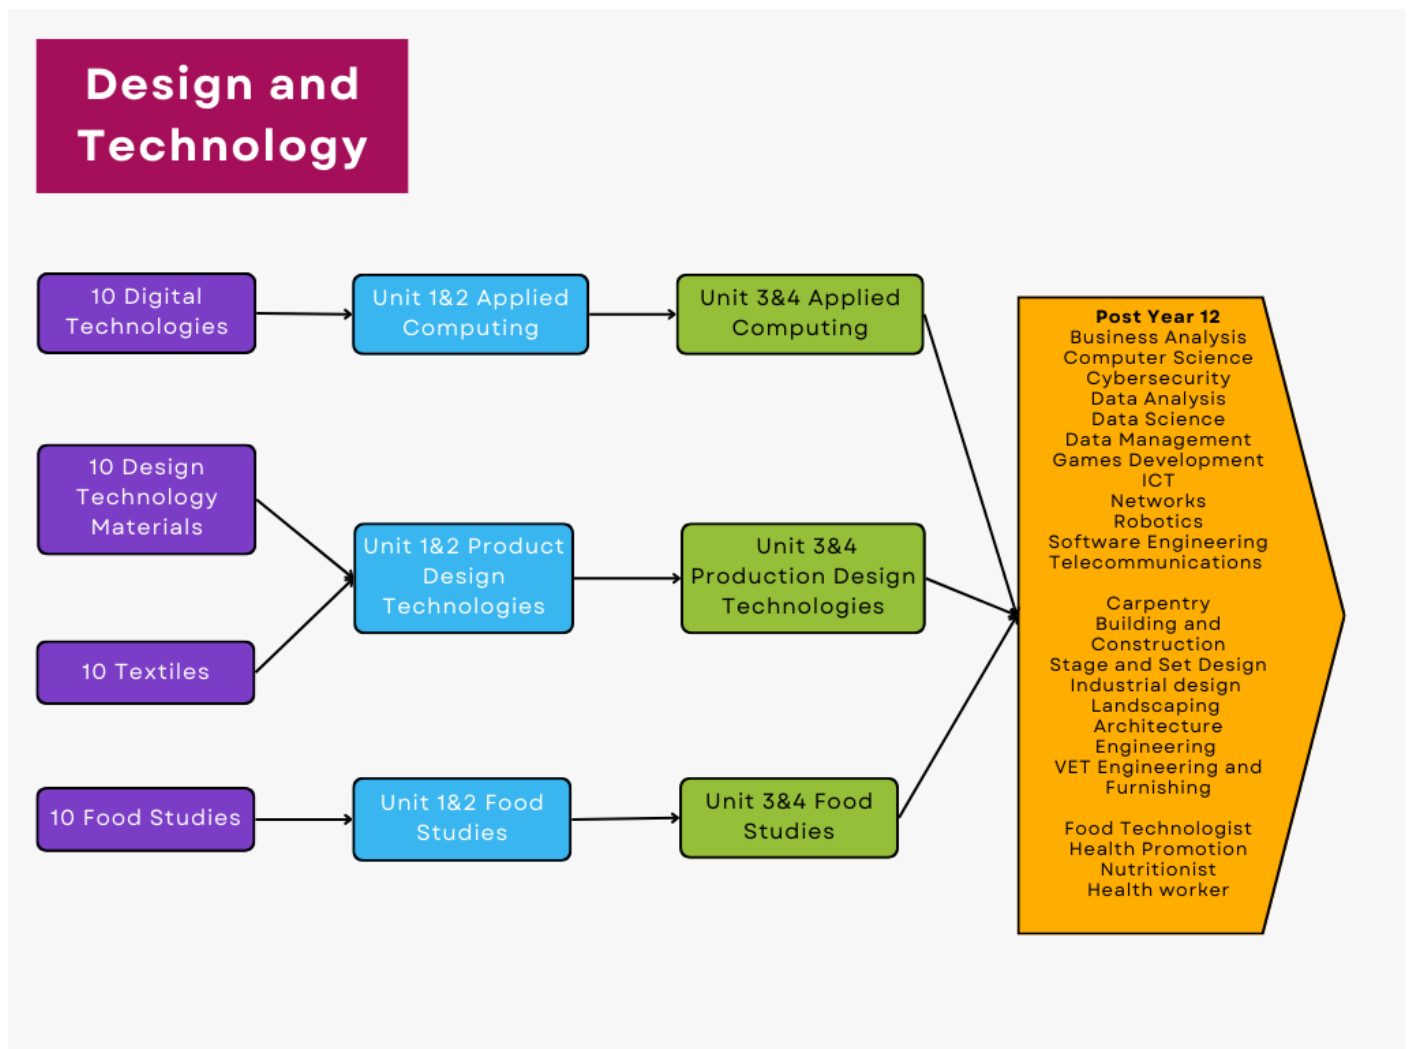 Design and
Technology
10 Digital
Technologies
Unit 1&2 Applied
Computing
Unit 3&4 Applied
Computing
10 Design
Technology
Materials
10 Textiles
Unit 1&2 Product
Design
Technologies
Unit 3&4
Production Design
Technologies
10 Food Studies
Unit 1&2 Food
Studies
Unit 3&4 Food
Studies
Post Year 12
Business Analysis
Computer Science
Cybersecurity
Data Analysis
Data Science
Data Management
Games Development
ICT
Networks
Robotics
Software Engineering
Telecommunications
Carpentry
Building and
Construction
Stage and Set Design
Industrial design
Landscaping
Architecture
Engineering
VET Engineering and
Furnishing
Food Technologist
Health Promotion
Nutritionist
Health worker